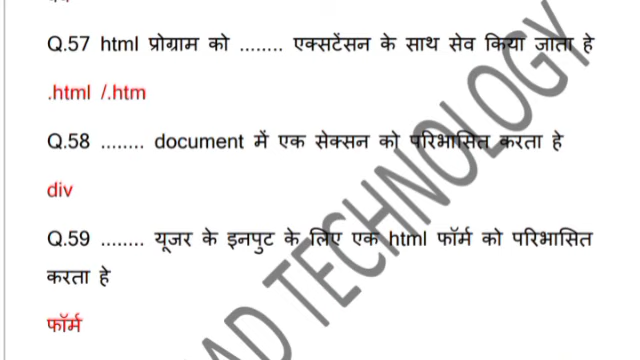 Q.57 html प्रोग्राम को ........ एक्सटेंसन के साथ सेव किया जाता हे
.html /.htm
Q.58 ........ document में एक सेक्सन को परिभासित करता हे
div
Q.59 ........ यूजर के इनपुट के लिए एक html फॉर्म को परिभासित
करता हे
फॉर्म
AD TECHNOLOGY